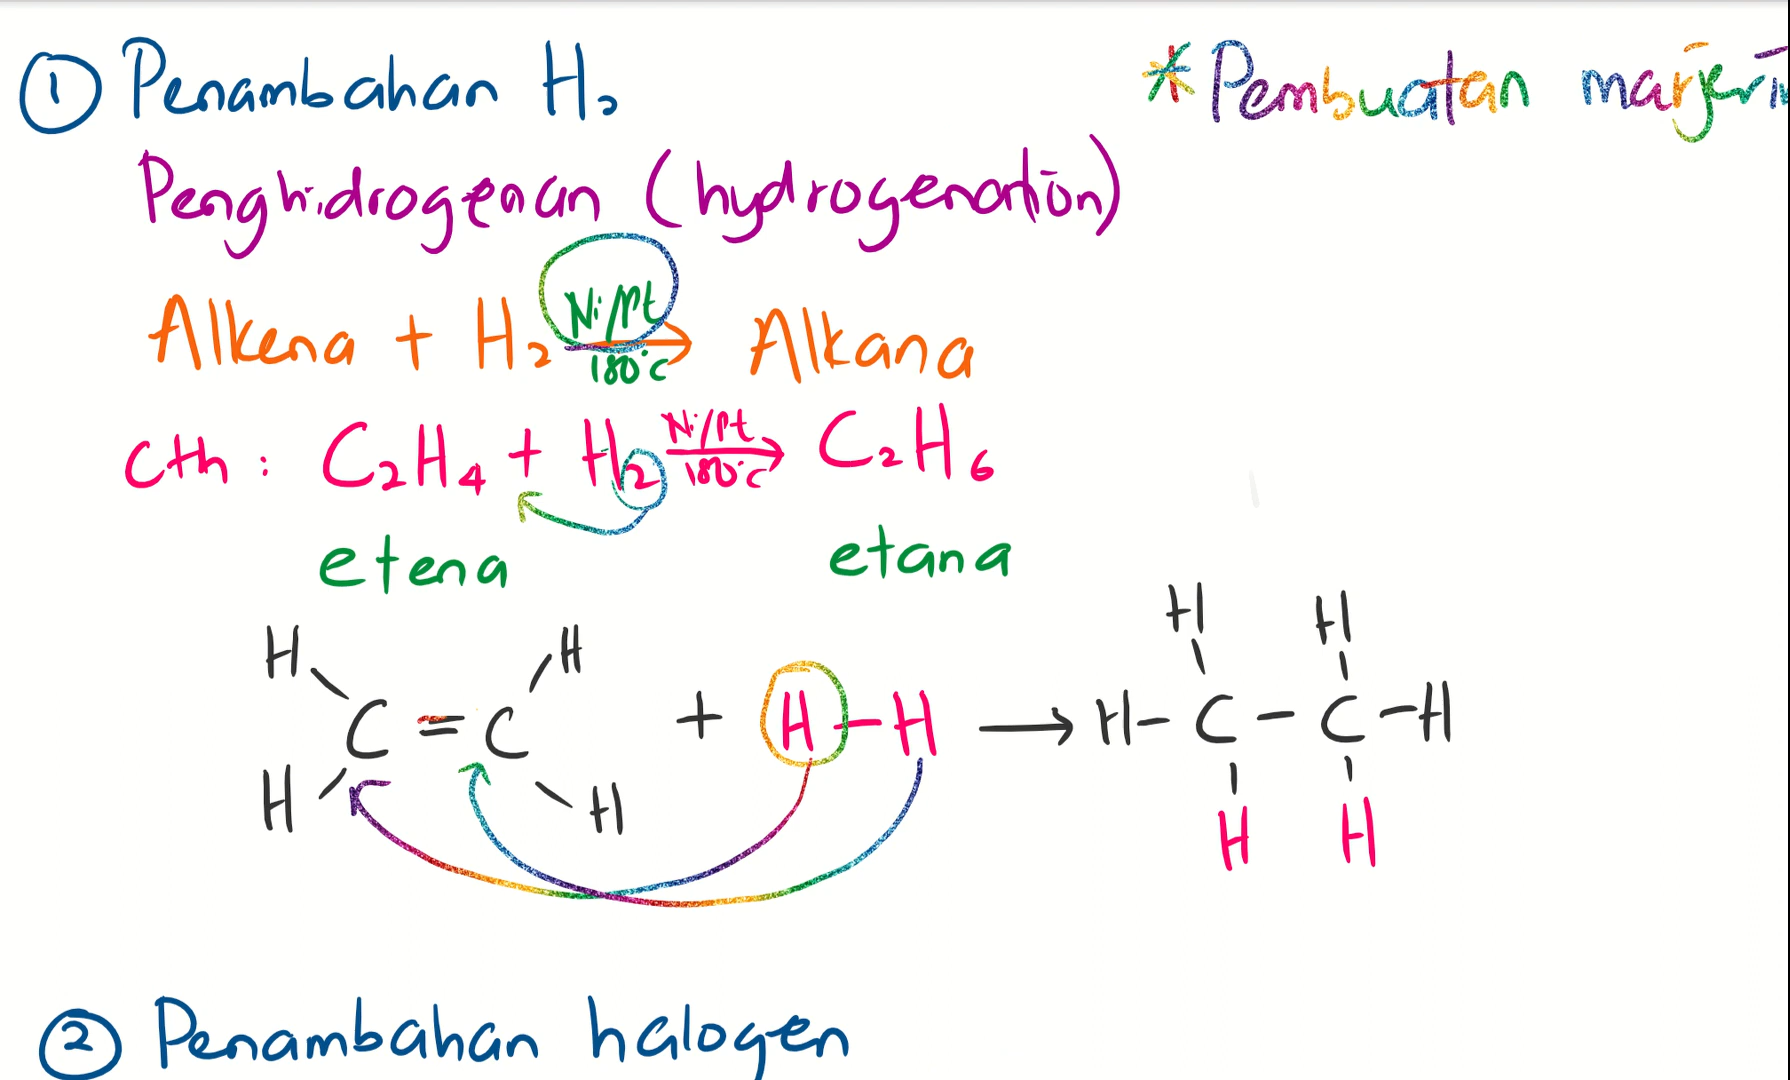 ① Penambahan H₂
*Pembuatan marjerin
Penghidrogenan (hydrogenation)
Alkena + H₂ Ni/Pt 180°C → Alkana
Cth : C₂H₄ + H₂ Ni/Pt 180°C → C₂H₆
etena etana
H H H H
C = C + H–H → H–C–C–H
H H H H
② Penambahan halogen